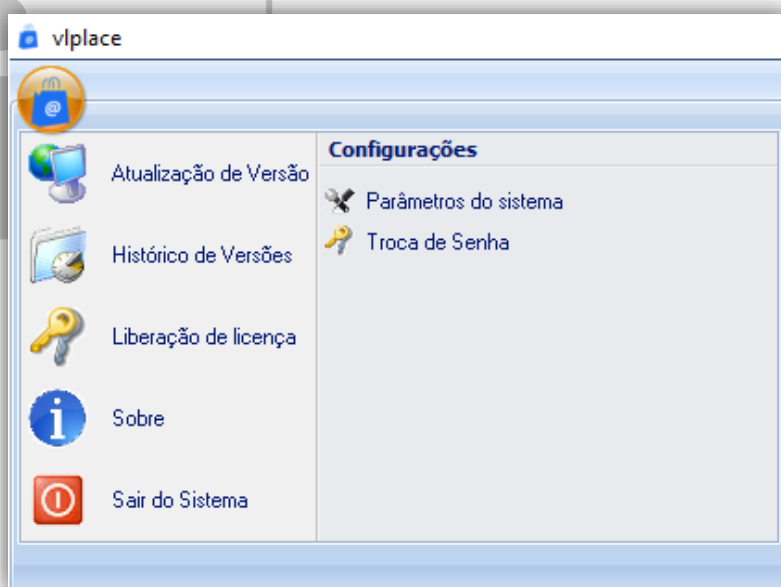 vlplace
Atualização de Versão
Histórico de Versões
Liberação de licença
Sobre
Sair do Sistema
Configurações
Parâmetros do sistema
Troca de Senha